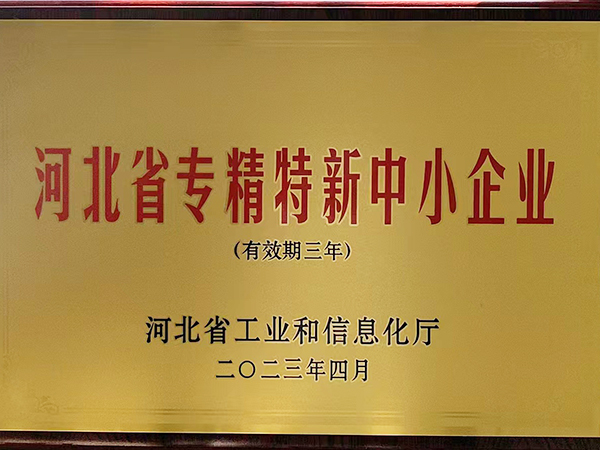 河北省专精特新中小企业
(有效期三年)
河北省工业和信息化厅
二〇二三年四月